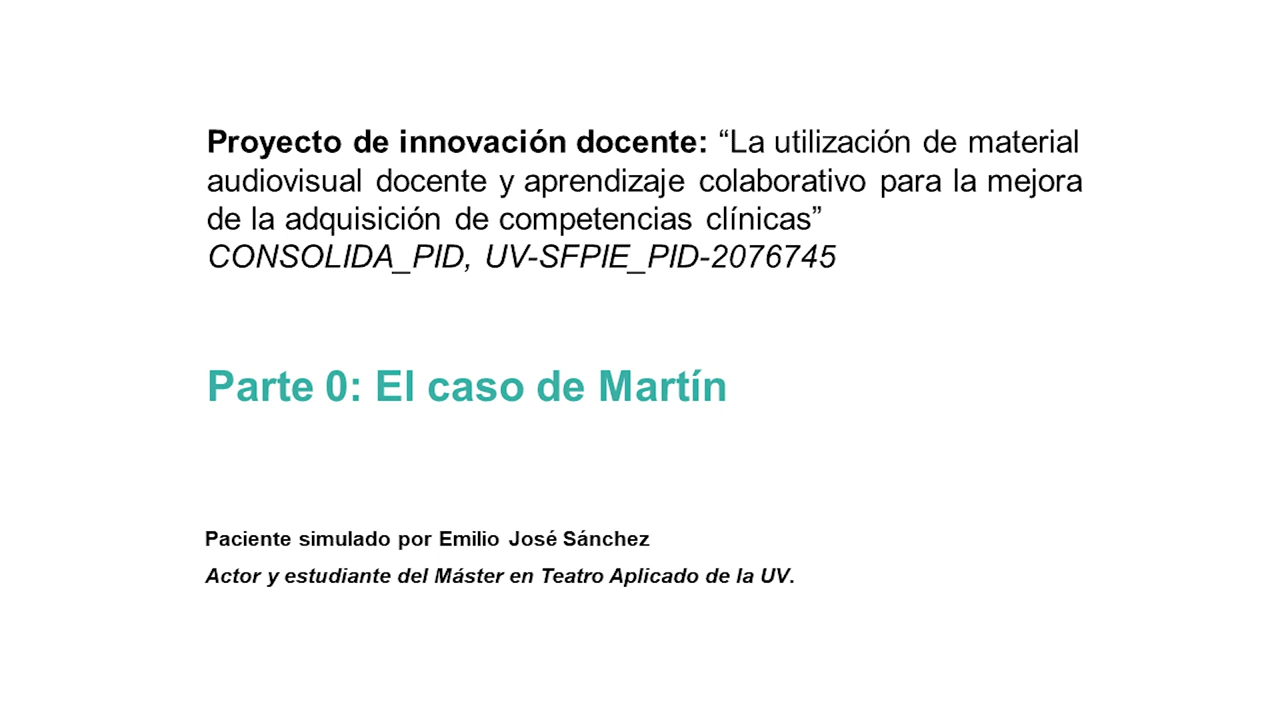 Proyecto de innovación docente: “La utilización de material
audiovisual docente y aprendizaje colaborativo para la mejora
de la adquisición de competencias clínicas”
CONSOLIDA_PID, UV-SFPIE_PID-2076745
Parte 0: El caso de Martín
Paciente simulado por Emilio José Sánchez
Actor y estudiante del Máster en Teatro Aplicado de la UV.